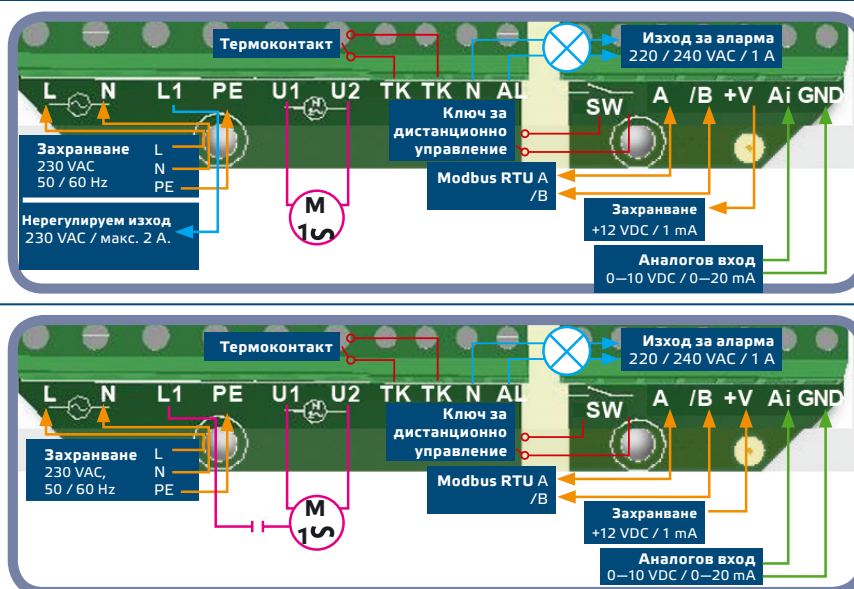 Термоконтакт
Изход за аларма
220 / 240 VAC / 1 A
L N L1 PE U1 U2 TK TK N AL SW A /B +V Ai GND
Ключ за
дистанционно
управление
Захранване L
230 VAC N
50 / 60 Hz PE
Modbus RTU A
/B
Нерегулируем изход
230 VAC / макс. 2 A.
M
1
Захранване
+12 VDC / 1 mA
Аналогов вход
0—10 VDC / 0—20 mA
Термоконтакт
Изход за аларма
220 / 240 VAC / 1 A
L N L1 PE U1 U2 TK TK N AL SW A /B +V Ai GND
Ключ за
дистанционно
управление
Захранване L
230 VAC, N
50 / 60 Hz PE
Modbus RTU A
/B
M
1
Захранване
+12 VDC / 1 mA
Аналогов вход
0—10 VDC / 0—20 mA